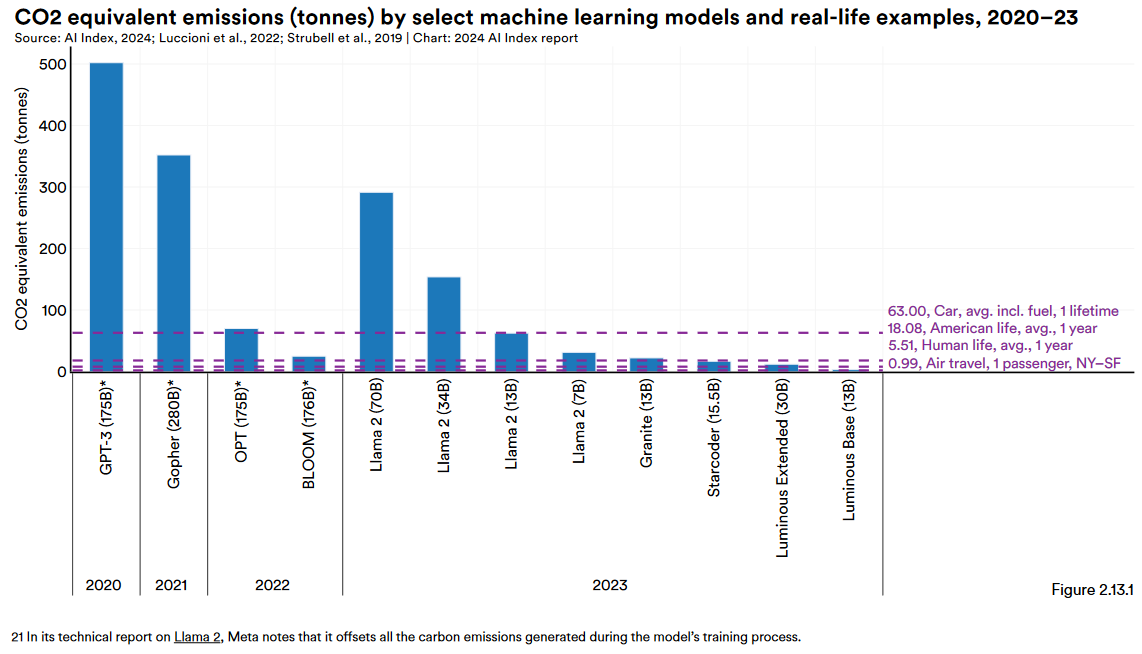 CO2 equivalent emissions (tonnes) by select machine learning models and real-life examples, 2020–23
Source: AI Index, 2024; Luccioni et al., 2022; Strubell et al., 2019 | Chart: 2024 AI Index report
CO2 equivalent emissions (tonnes)
500
400
300
200
100
0
63.00, Car, avg. incl. fuel, 1 lifetime
18.08, American life, avg., 1 year
5.51, Human life, avg., 1 year
0.99, Air travel, 1 passenger, NY–SF
GPT-3 (175B)*
Gopher (280B)*
OPT (175B)*
BLOOM (176B)*
Llama 2 (70B)
Llama 2 (34B)
Llama 2 (13B)
Llama 2 (7B)
Granite (13B)
Starcoder (15.5B)
Luminous Extended (30B)
Luminous Base (13B)
2020
2021
2022
2023
Figure 2.13.1
21 In its technical report on Llama 2, Meta notes that it offsets all the carbon emissions generated during the model's training process.